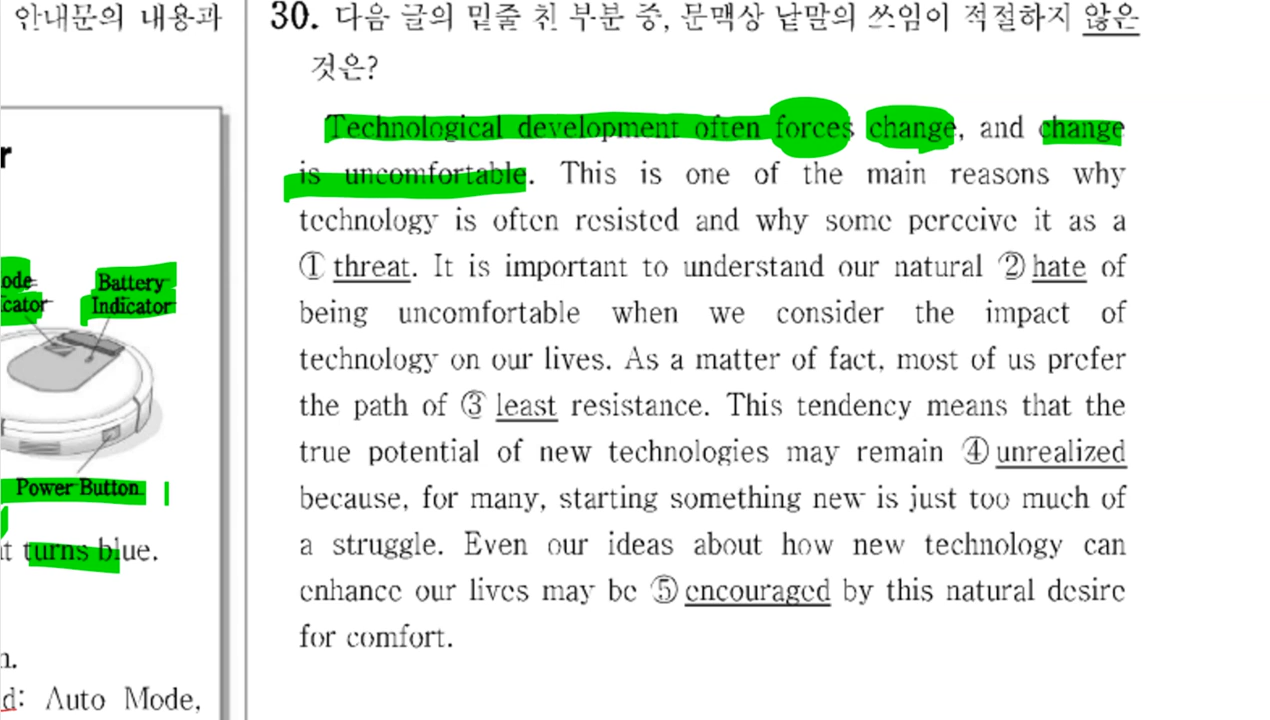 안내문의 내용과
r
Battery
Indicator
Power Button
turns blue.
d: Auto Mode,
30. 다음 글의 밑줄 친 부분 중, 문맥상 낱말의 쓰임이 적절하지 않은
것은?
Technological development often forces change, and change
is uncomfortable. This is one of the main reasons why
technology is often resisted and why some perceive it as a
① threat. It is important to understand our natural ② hate of
being uncomfortable when we consider the impact of
technology on our lives. As a matter of fact, most of us prefer
the path of ③ least resistance. This tendency means that the
true potential of new technologies may remain ④ unrealized
because, for many, starting something new is just too much of
a struggle. Even our ideas about how new technology can
enhance our lives may be ⑤ encouraged by this natural desire
for comfort.